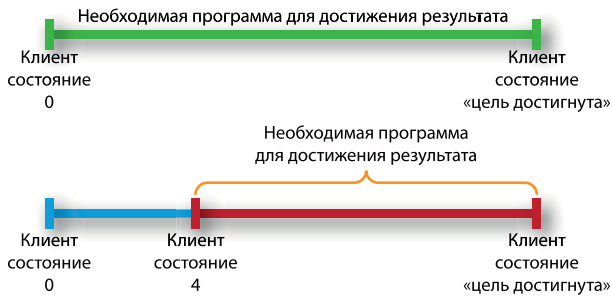 Необходимая программа для достижения результата
Клиент
состояние
0
Клиент
состояние
«цель достигнута»
Необходимая программа
для достижения результата
Клиент
состояние
0
Клиент
состояние
4
Клиент
состояние
«цель достигнута»